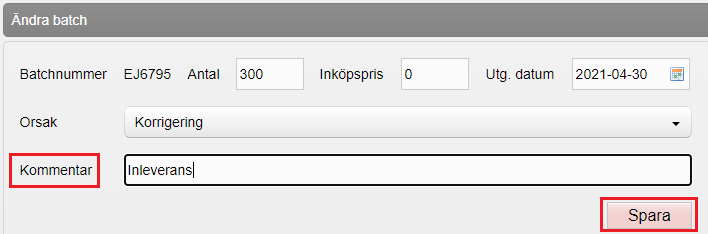 Ändra batch
Batchnummer EJ6795 Antal 300 Inköpspris 0 Utg. datum 2021-04-30
Orsak Korrigering
Kommentar Inleverans
Spara